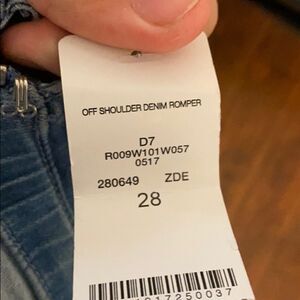 OFF SHOULDER DENIM ROMPER
D7
R009W101W057
0517
280649 ZDE
28